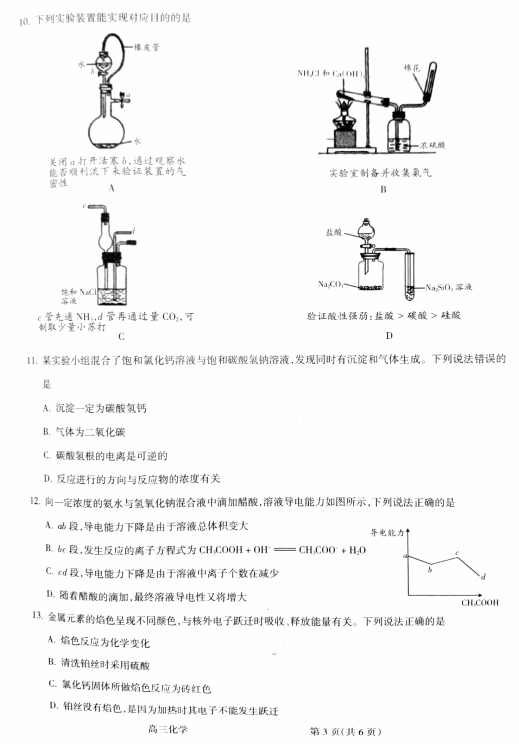 10. 下列实验装置能实现对应目的的是
橡皮管
水
b
a
水
关闭a打开活塞b,通过观察水
能否顺利流下来验证装置的气
密性
A
NH₄Cl和Ca(OH)₂
棉花
浓硫酸
实验室制备并收集氨气
B
c
d
饱和NaCl
溶液
c管先通NH₃,d管再通过量CO₂,可
制取少量小苏打
C
盐酸
Na₂CO₃
Na₂SiO₃溶液
验证酸性强弱:盐酸>碳酸>硅酸
D
11. 某实验小组混合了饱和氯化钙溶液与饱和碳酸氢钠溶液,发现同时有沉淀和气体生成。下列说法错误的
是
A. 沉淀一定为碳酸氢钙
B. 气体为二氧化碳
C. 碳酸氢根的电离是可逆的
D. 反应进行的方向与反应物的浓度有关
12. 向一定浓度的氨水与氢氧化钠混合液中滴加醋酸,溶液导电能力如图所示,下列说法正确的是
A. ab段,导电能力下降是由于溶液总体积变大
B. bc段,发生反应的离子方程式为CH₃COOH + OH⁻ ═══ CH₃COO⁻ + H₂O
C. cd段,导电能力下降是由于溶液中离子个数在减少
D. 随着醋酸的滴加,最终溶液导电性又将增大
导电能力
a
b
c
d
CH₃COOH
13. 金属元素的焰色呈现不同颜色,与核外电子跃迁时吸收、释放能量有关。下列说法正确的是
A. 焰色反应为化学变化
B. 清洗铂丝时采用硫酸
C. 氯化钙固体所做焰色反应为砖红色
D. 铂丝没有焰色,是因为加热时其电子不能发生跃迁
高三化学 第3页(共6页)